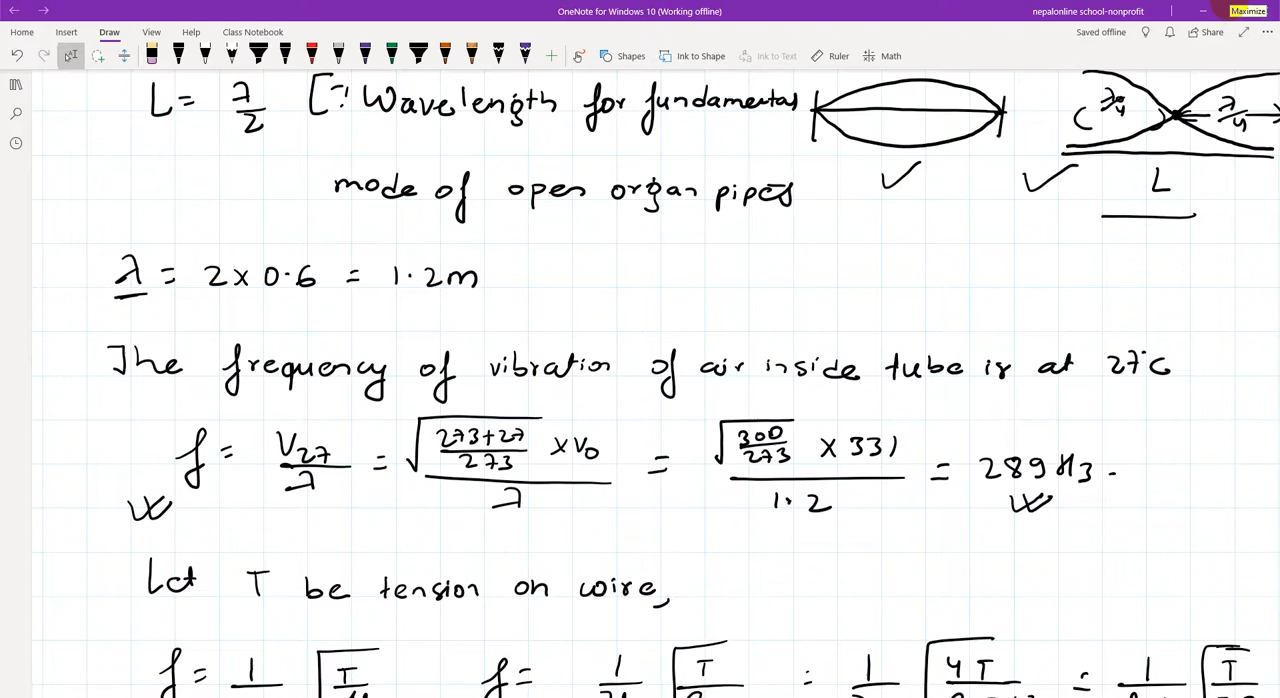 OneNote for Windows 10 (Working offline)
nepalonline school-nonprofit
Maximize
Home Insert Draw View Help Class Notebook
Saved offline
Share
Shapes Ink to Shape Ink to Text Ruler Math
L = λ/2 [∵ Wavelength for fundamental
mode of open organ pipes
λ/4 λ/4
L
λ = 2 × 0.6 = 1.2m
The frequency of vibration of air inside tube is at 27°C
f = V27/λ = √((273+27)/273) × V0 / λ = √(300/273) × 331 / 1.2 = 289 Hz.
Let T be tension on wire,